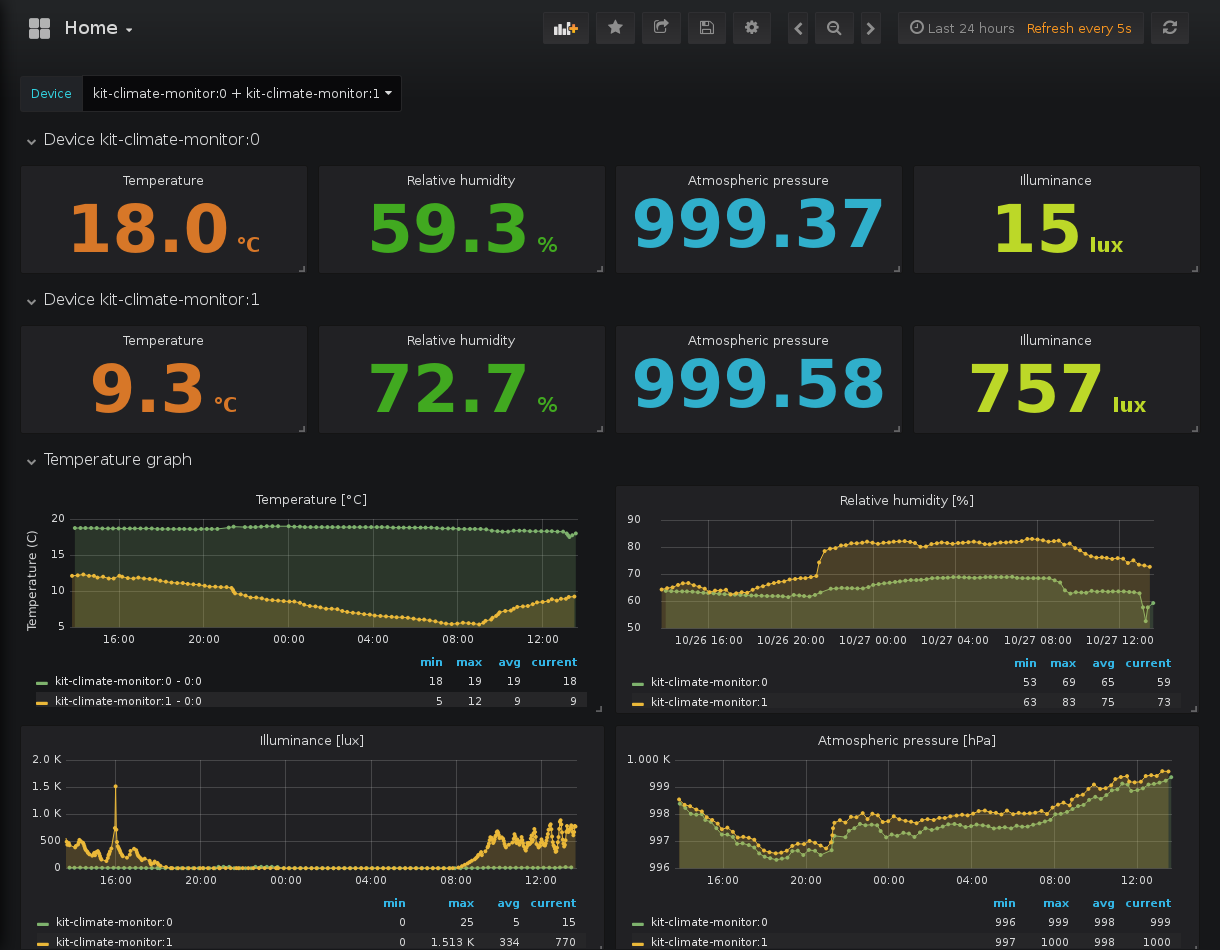 Home
Last 24 hours Refresh every 5s
Device kit-climate-monitor:0 + kit-climate-monitor:1
Device kit-climate-monitor:0
Temperature Relative humidity Atmospheric pressure Illuminance
18.0 °C 59.3 % 999.37 15 lux
Device kit-climate-monitor:1
Temperature Relative humidity Atmospheric pressure Illuminance
9.3 °C 72.7 % 999.58 757 lux
Temperature graph
Temperature [°C]
Temperature (C)
20
15
10
5
16:00 20:00 00:00 04:00 08:00 12:00
min max avg current
kit-climate-monitor:0 - 0:0 18 19 19 18
kit-climate-monitor:1 - 0:0 5 12 9 9
Relative humidity [%]
90
80
70
60
50
10/26 16:00 10/26 20:00 10/27 00:00 10/27 04:00 10/27 08:00 10/27 12:00
min max avg current
kit-climate-monitor:0 53 69 65 59
kit-climate-monitor:1 63 83 75 73
Illuminance [lux]
2.0 K
1.5 K
1.0 K
500
0
16:00 20:00 00:00 04:00 08:00 12:00
min max avg current
kit-climate-monitor:0 0 25 5 15
kit-climate-monitor:1 0 1.513 K 334 770
Atmospheric pressure [hPa]
1.000 K
999
998
997
996
16:00 20:00 00:00 04:00 08:00 12:00
min max avg current
kit-climate-monitor:0 996 999 998 999
kit-climate-monitor:1 997 1000 998 1000